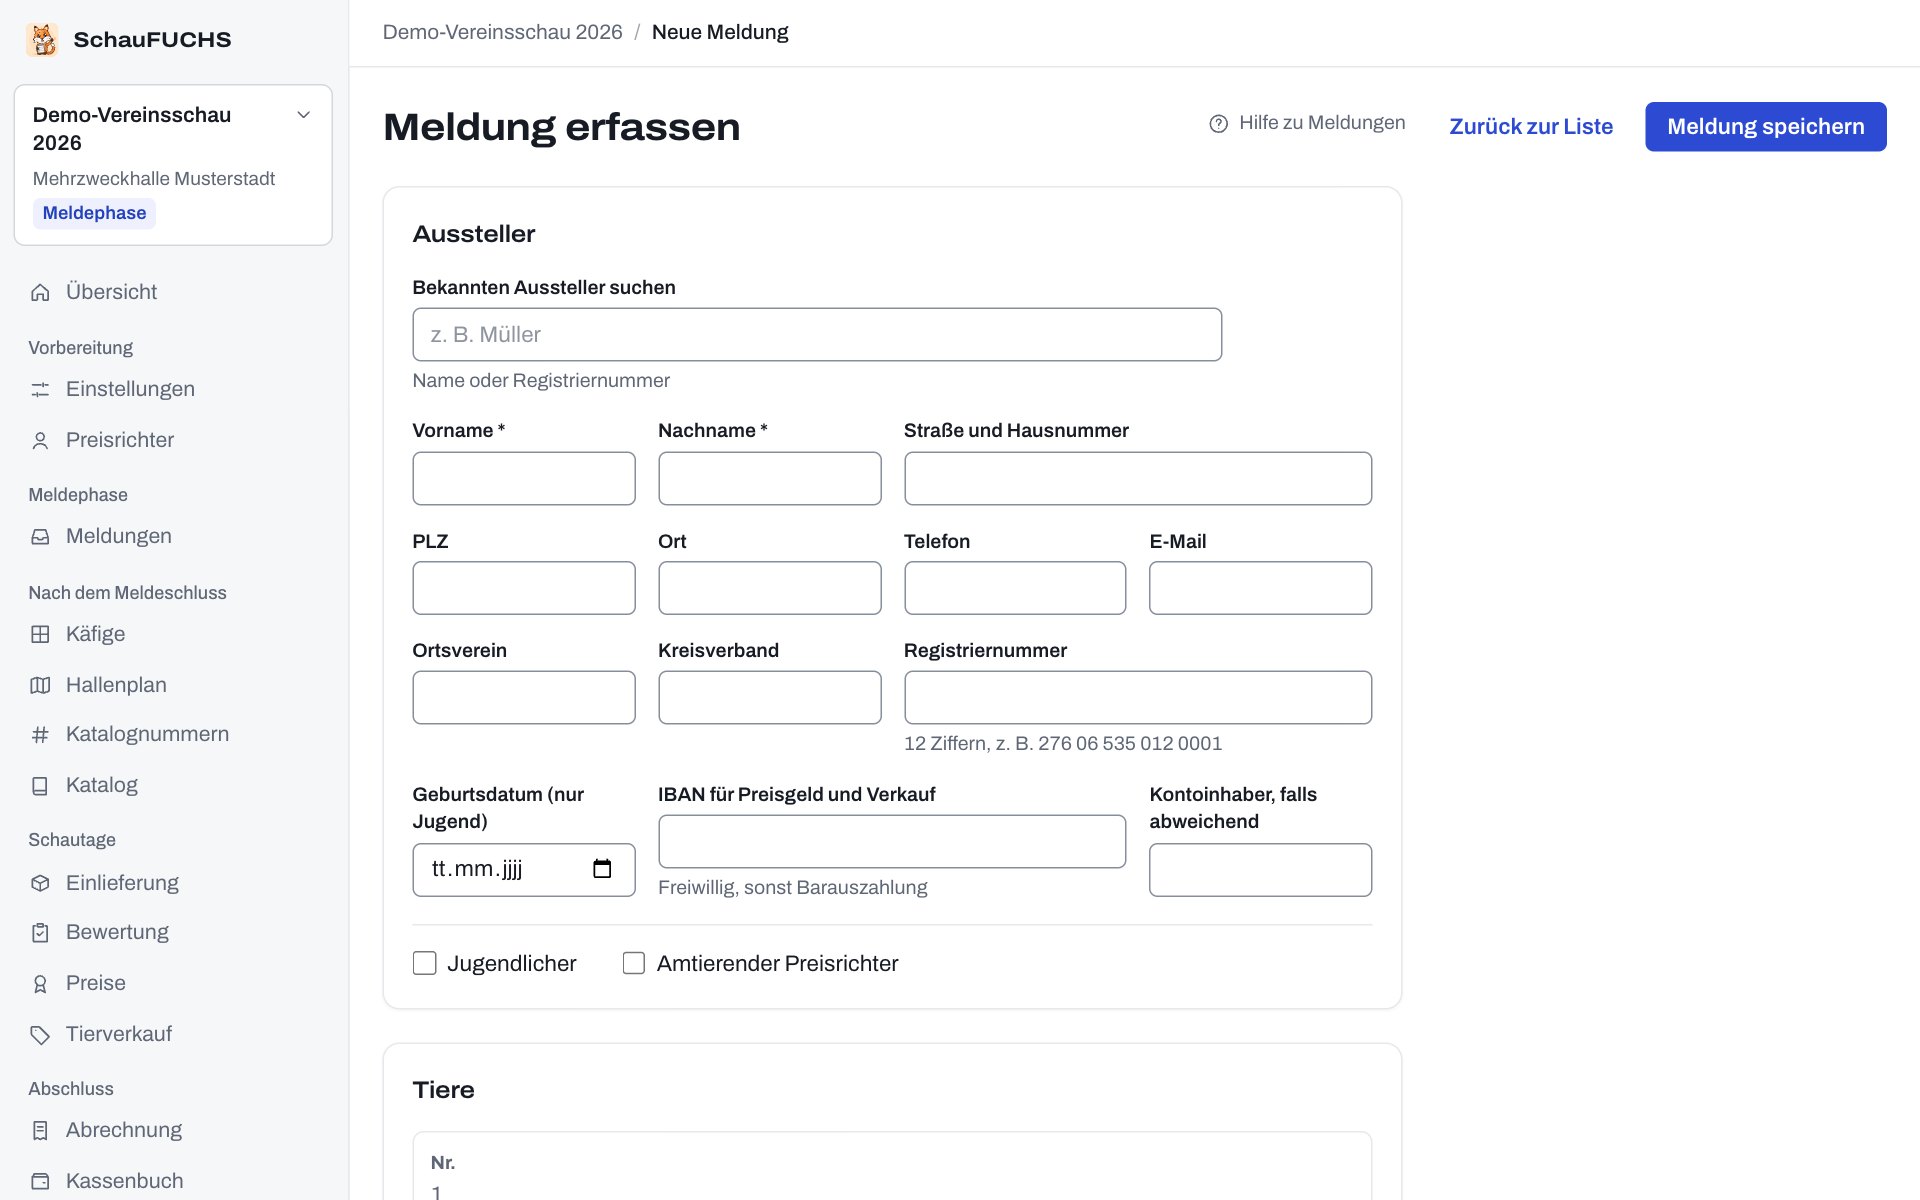 SchauFUCHS
Demo-Vereinsschau 2026 / Neue Meldung
Demo-Vereinsschau
2026
Mehrzweckhalle Musterstadt
Meldephase
Übersicht
Vorbereitung
Einstellungen
Preisrichter
Meldephase
Meldungen
Nach dem Meldeschluss
Käfige
Hallenplan
Katalognummern
Katalog
Schautage
Einlieferung
Bewertung
Preise
Tierverkauf
Abschluss
Abrechnung
Kassenbuch
Meldung erfassen
Hilfe zu Meldungen
Zurück zur Liste
Meldung speichern
Aussteller
Bekannten Aussteller suchen
z. B. Müller
Name oder Registriernummer
Vorname * Nachname * Straße und Hausnummer
PLZ Ort Telefon E-Mail
Ortsverein Kreisverband Registriernummer
12 Ziffern, z. B. 276 06 535 012 0001
Geburtsdatum (nur
Jugend)
tt.mm.jjjj
IBAN für Preisgeld und Verkauf
Freiwillig, sonst Barauszahlung
Kontoinhaber, falls
abweichend
Jugendlicher Amtierender Preisrichter
Tiere
Nr.
1